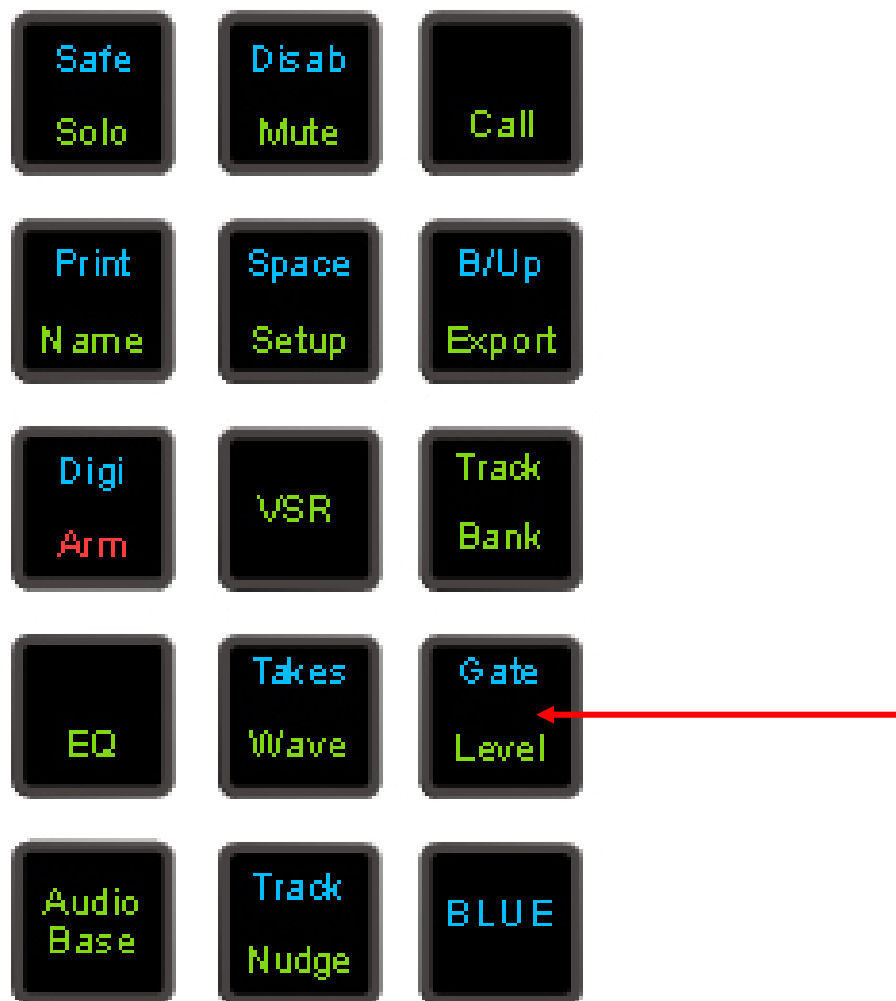 Safe
Solo
Disab
Mute
Call
Print
Name
Space
Setup
B/Up
Export
Digi
Arm
VSR
Track
Bank
EQ
Takes
Wave
Gate
Level
Audio
Base
Track
Nudge
BLUE